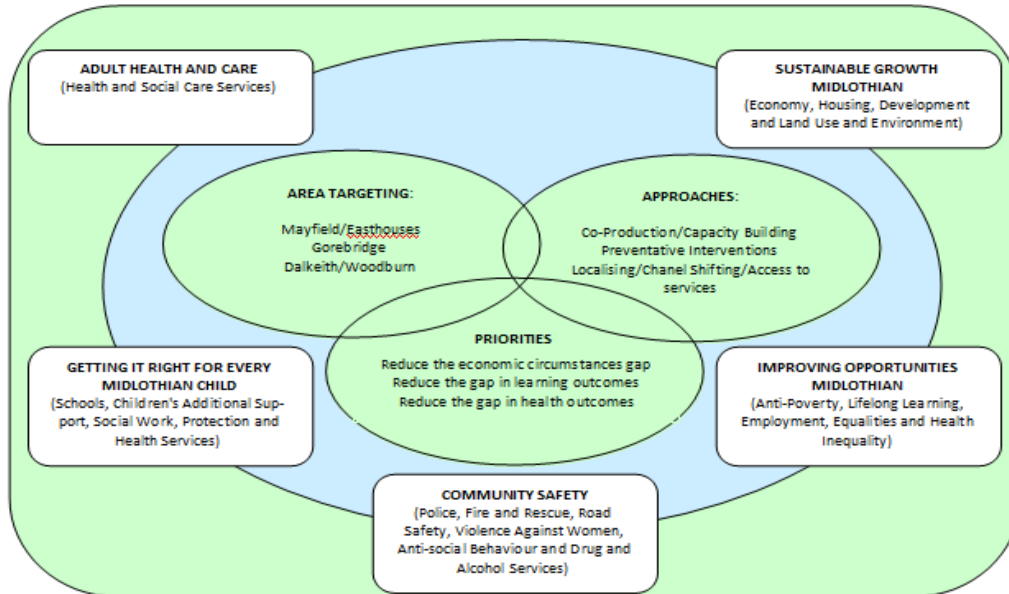 ADULT HEALTH AND CARE
(Health and Social Care Services)
SUSTAINABLE GROWTH
MIDLOTHIAN
(Economy, Housing, Development
and Land Use and Environment)
AREA TARGETING:
Mayfield/Easthouses
Gorebridge
Dalkeith/Woodburn
APPROACHES:
Co-Production/Capacity Building
Preventative Interventions
Localising/Chanel Shifting/Access to
services
PRIORITIES
Reduce the economic circumstances gap
Reduce the gap in learning outcomes
Reduce the gap in health outcomes
GETTING IT RIGHT FOR EVERY
MIDLOTHIAN CHILD
(Schools, Children's Additional Sup-
port, Social Work, Protection and
Health Services)
IMPROVING OPPORTUNITIES
MIDLOTHIAN
(Anti-Poverty, Lifelong Learning,
Employment, Equalities and Health
Inequality)
COMMUNITY SAFETY
(Police, Fire and Rescue, Road
Safety, Violence Against Women,
Anti-social Behaviour and Drug and
Alcohol Services)